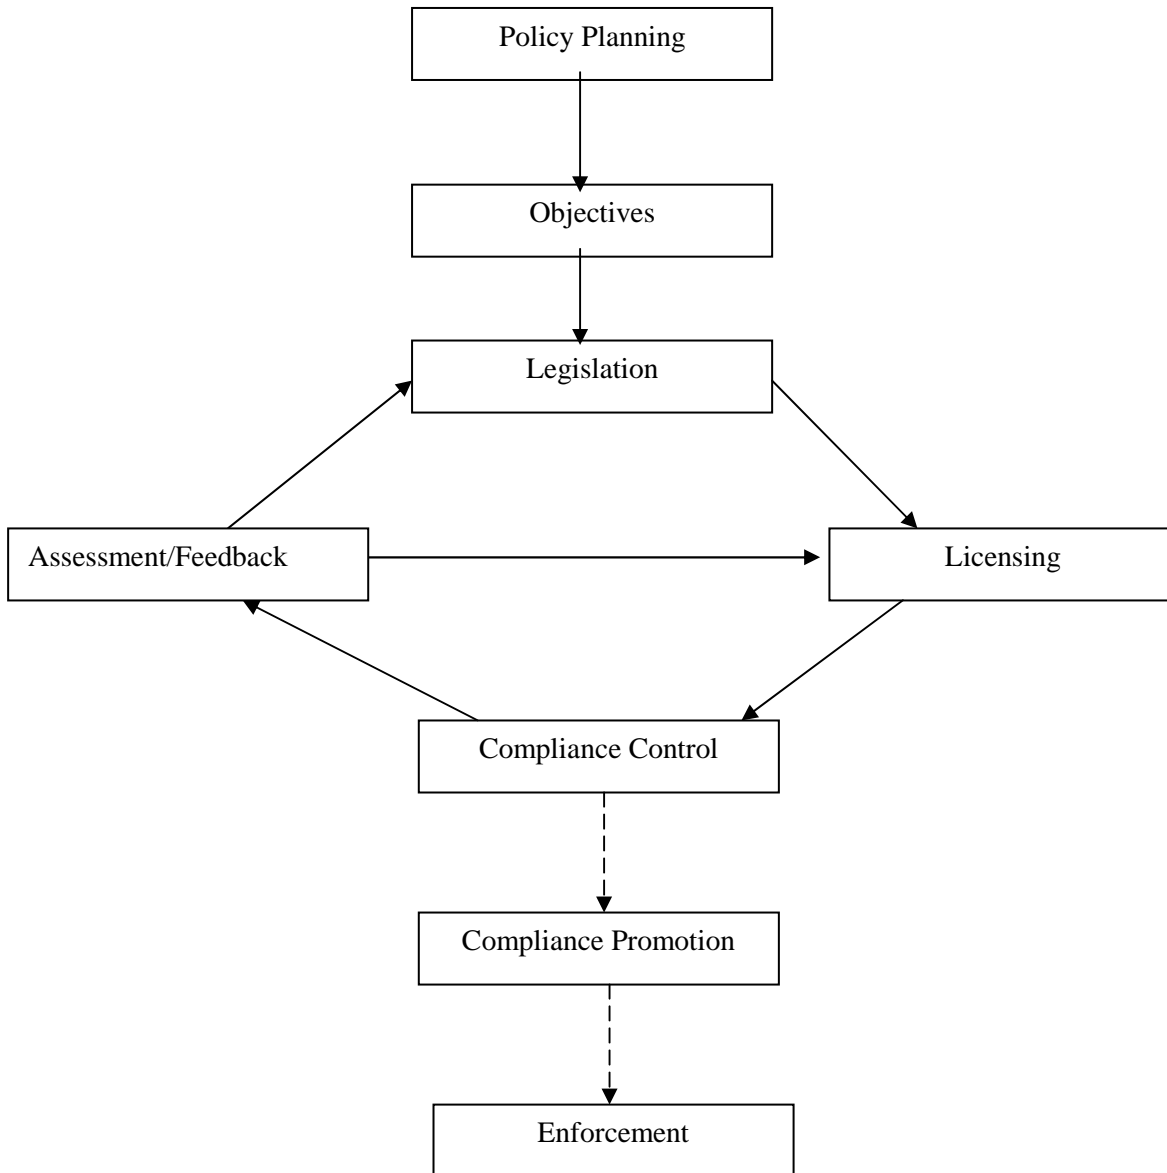 Policy Planning
Objectives
Legislation
Assessment/Feedback
Licensing
Compliance Control
Compliance Promotion
Enforcement